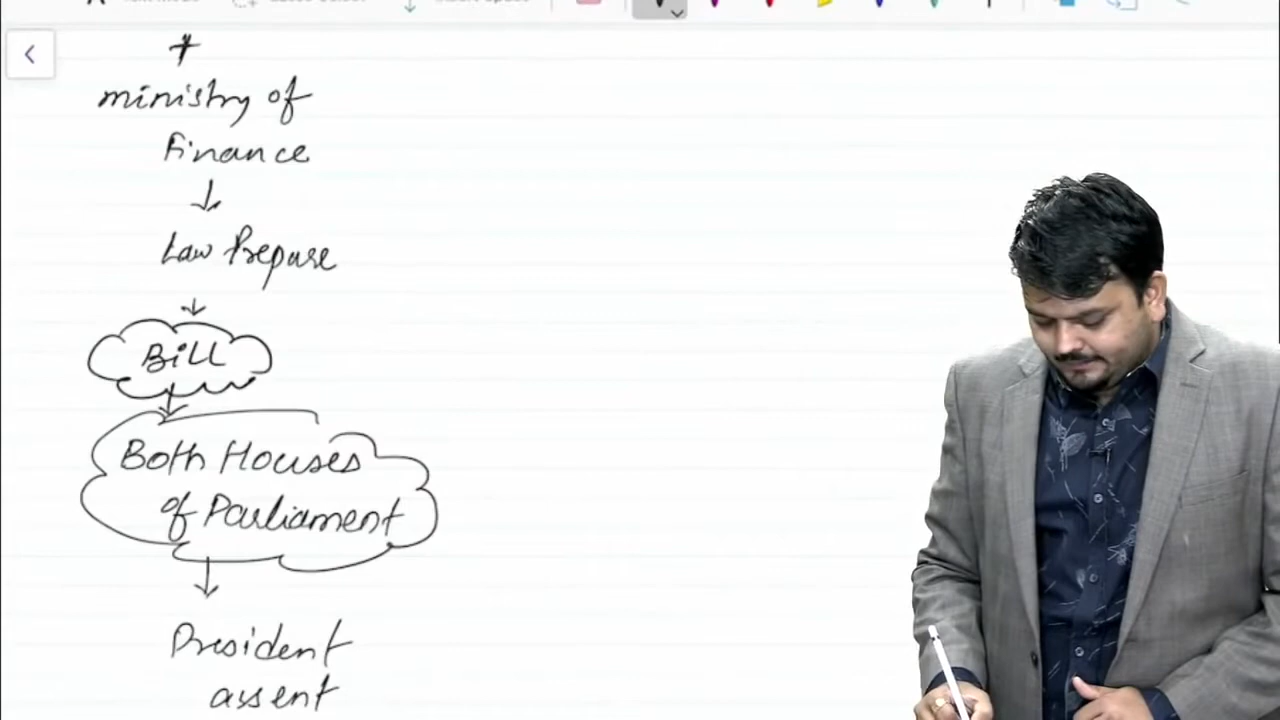 ministry of
Finance
Law Prepare
Bill
Both Houses
of Parliament
President
assent